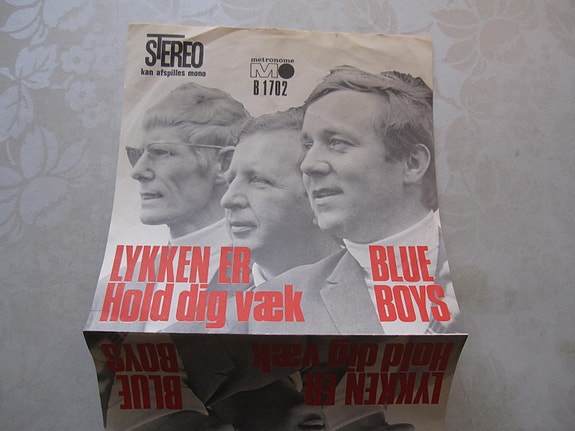 STEREO
kan afspilles mono
metronome
MO
B 1702
LYKKEN ER
Hold dig væk
BLUE
BOYS
Hold dig væk
LYKKEN ER
BLUE
BOYS